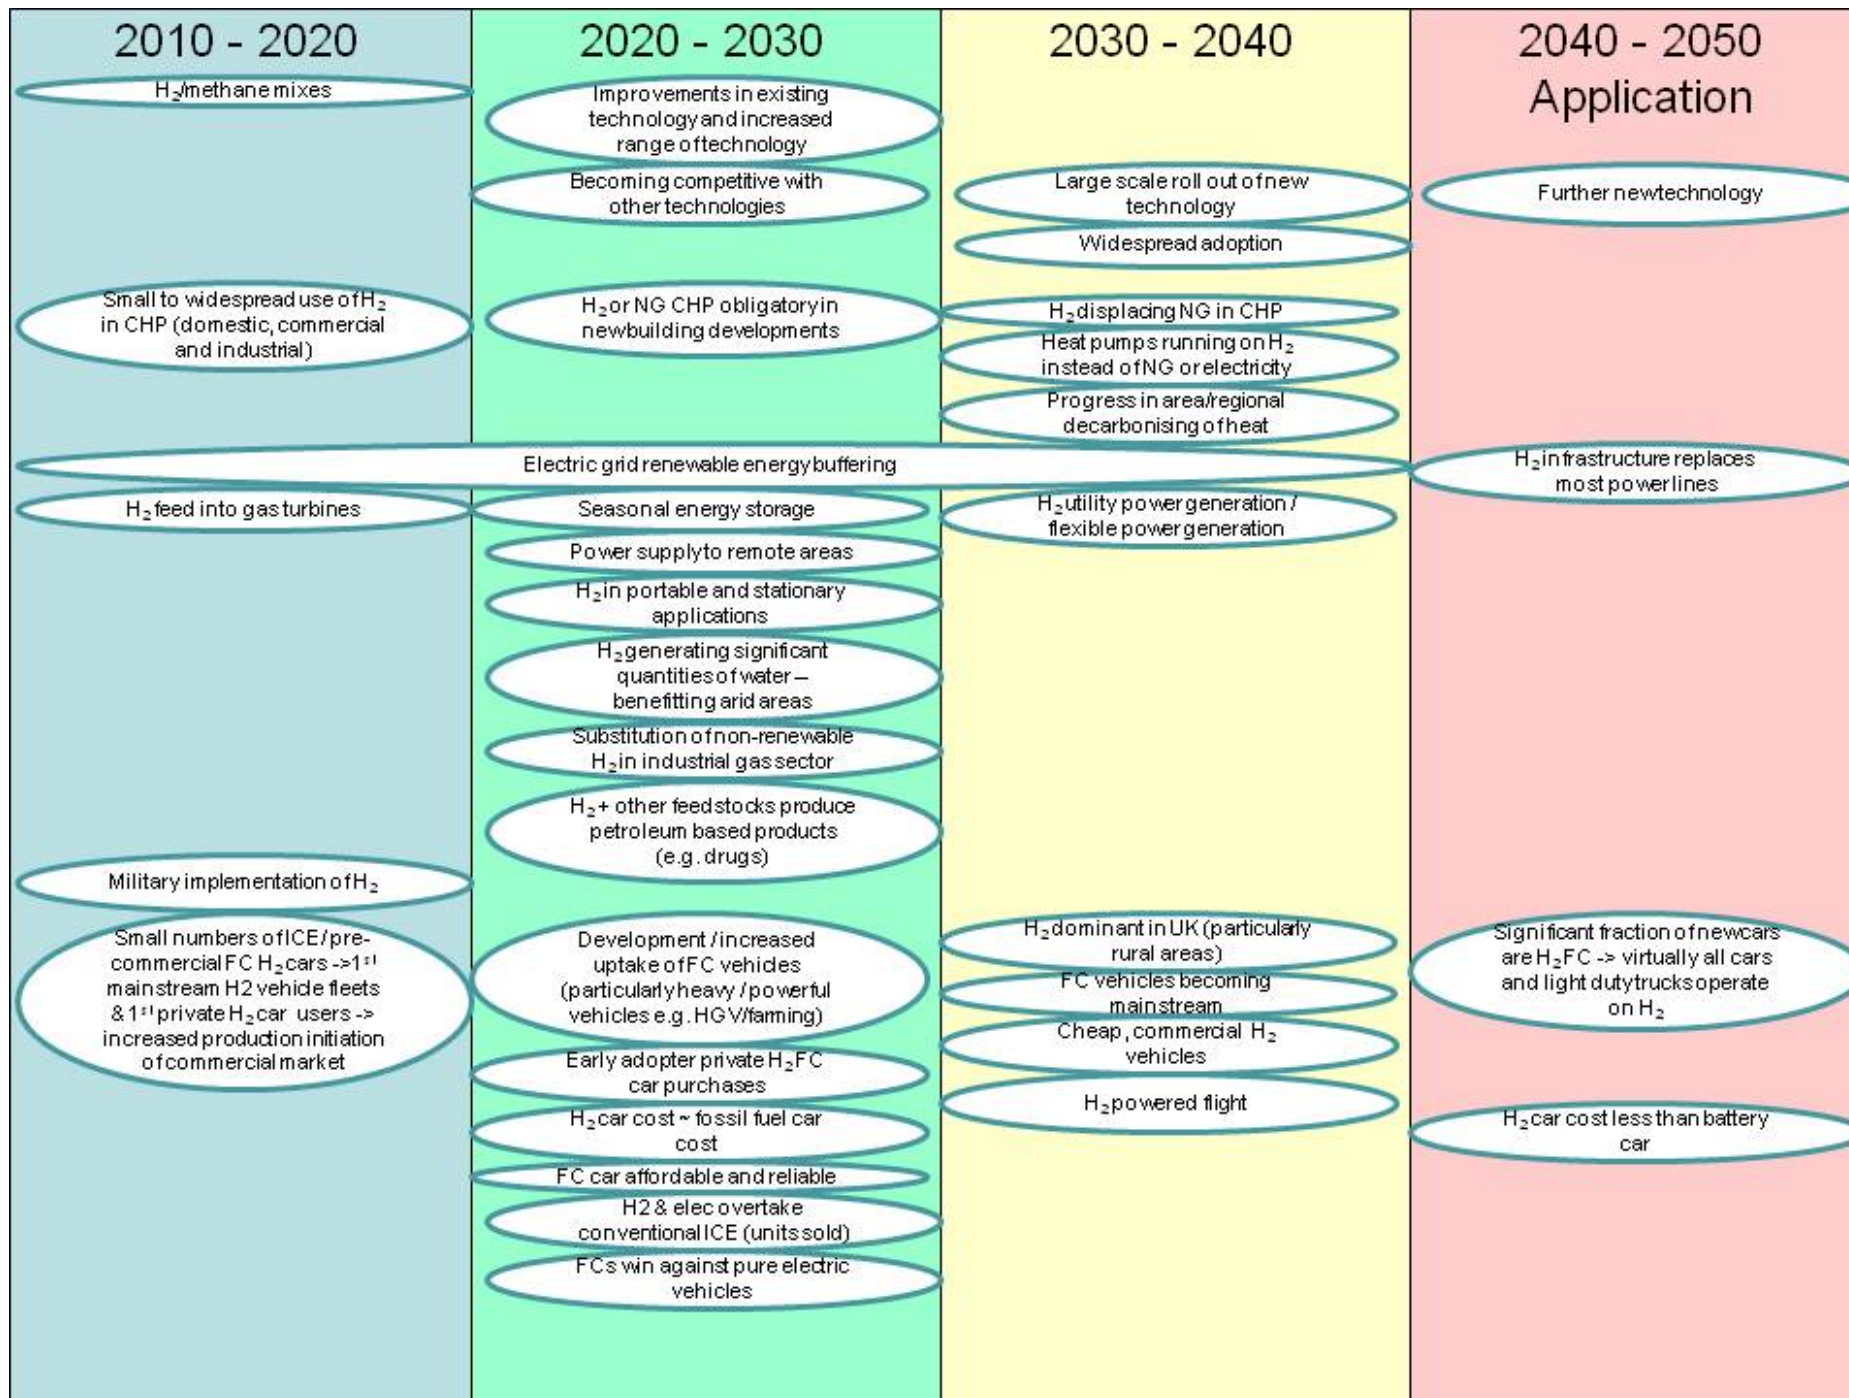 2010 - 2020
H₂/methane mixes
Small to widespread use of H₂
in CHP (domestic, commercial
and industrial)
Electric grid renewable energy buffering
H₂ feed into gas turbines
Military implementation of H₂
Small numbers of ICE / pre-
commercial FC H₂ cars ->1ˢᵗ
mainstream H2 vehicle fleets
& 1ˢᵗ private H₂ car users ->
increased production initiation
of commercial market
2020 - 2030
Improvements in existing
technology and increased
range of technology
Becoming competitive with
other technologies
H₂ or NG CHP obligatory in
new building developments
Seasonal energy storage
Power supply to remote areas
H₂ in portable and stationary
applications
H₂ generating significant
quantities of water –
benefitting arid areas
Substitution of non-renewable
H₂ in industrial gas sector
H₂ + other feedstocks produce
petroleum based products
(e.g. drugs)
Development / increased
uptake of FC vehicles
(particularly heavy / powerful
vehicles e.g. HGV/farming)
Early adopter private H₂ FC
car purchases
H₂ car cost ~ fossil fuel car
cost
FC car affordable and reliable
H2 & elec overtake
conventional ICE (units sold)
FCs win against pure electric
vehicles
2030 - 2040
Large scale roll out of new
technology
Widespread adoption
H₂ displacing NG in CHP
Heat pumps running on H₂
instead of NG or electricity
Progress in area/regional
decarbonising of heat
H₂ utility power generation /
flexible power generation
H₂ dominant in UK (particularly
rural areas)
FC vehicles becoming
mainstream
Cheap, commercial H₂
vehicles
H₂ powered flight
2040 - 2050
Application
Further new technology
H₂ infrastructure replaces
most power lines
Significant fraction of new cars
are H₂ FC -> virtually all cars
and light duty trucks operate
on H₂
H₂ car cost less than battery
car